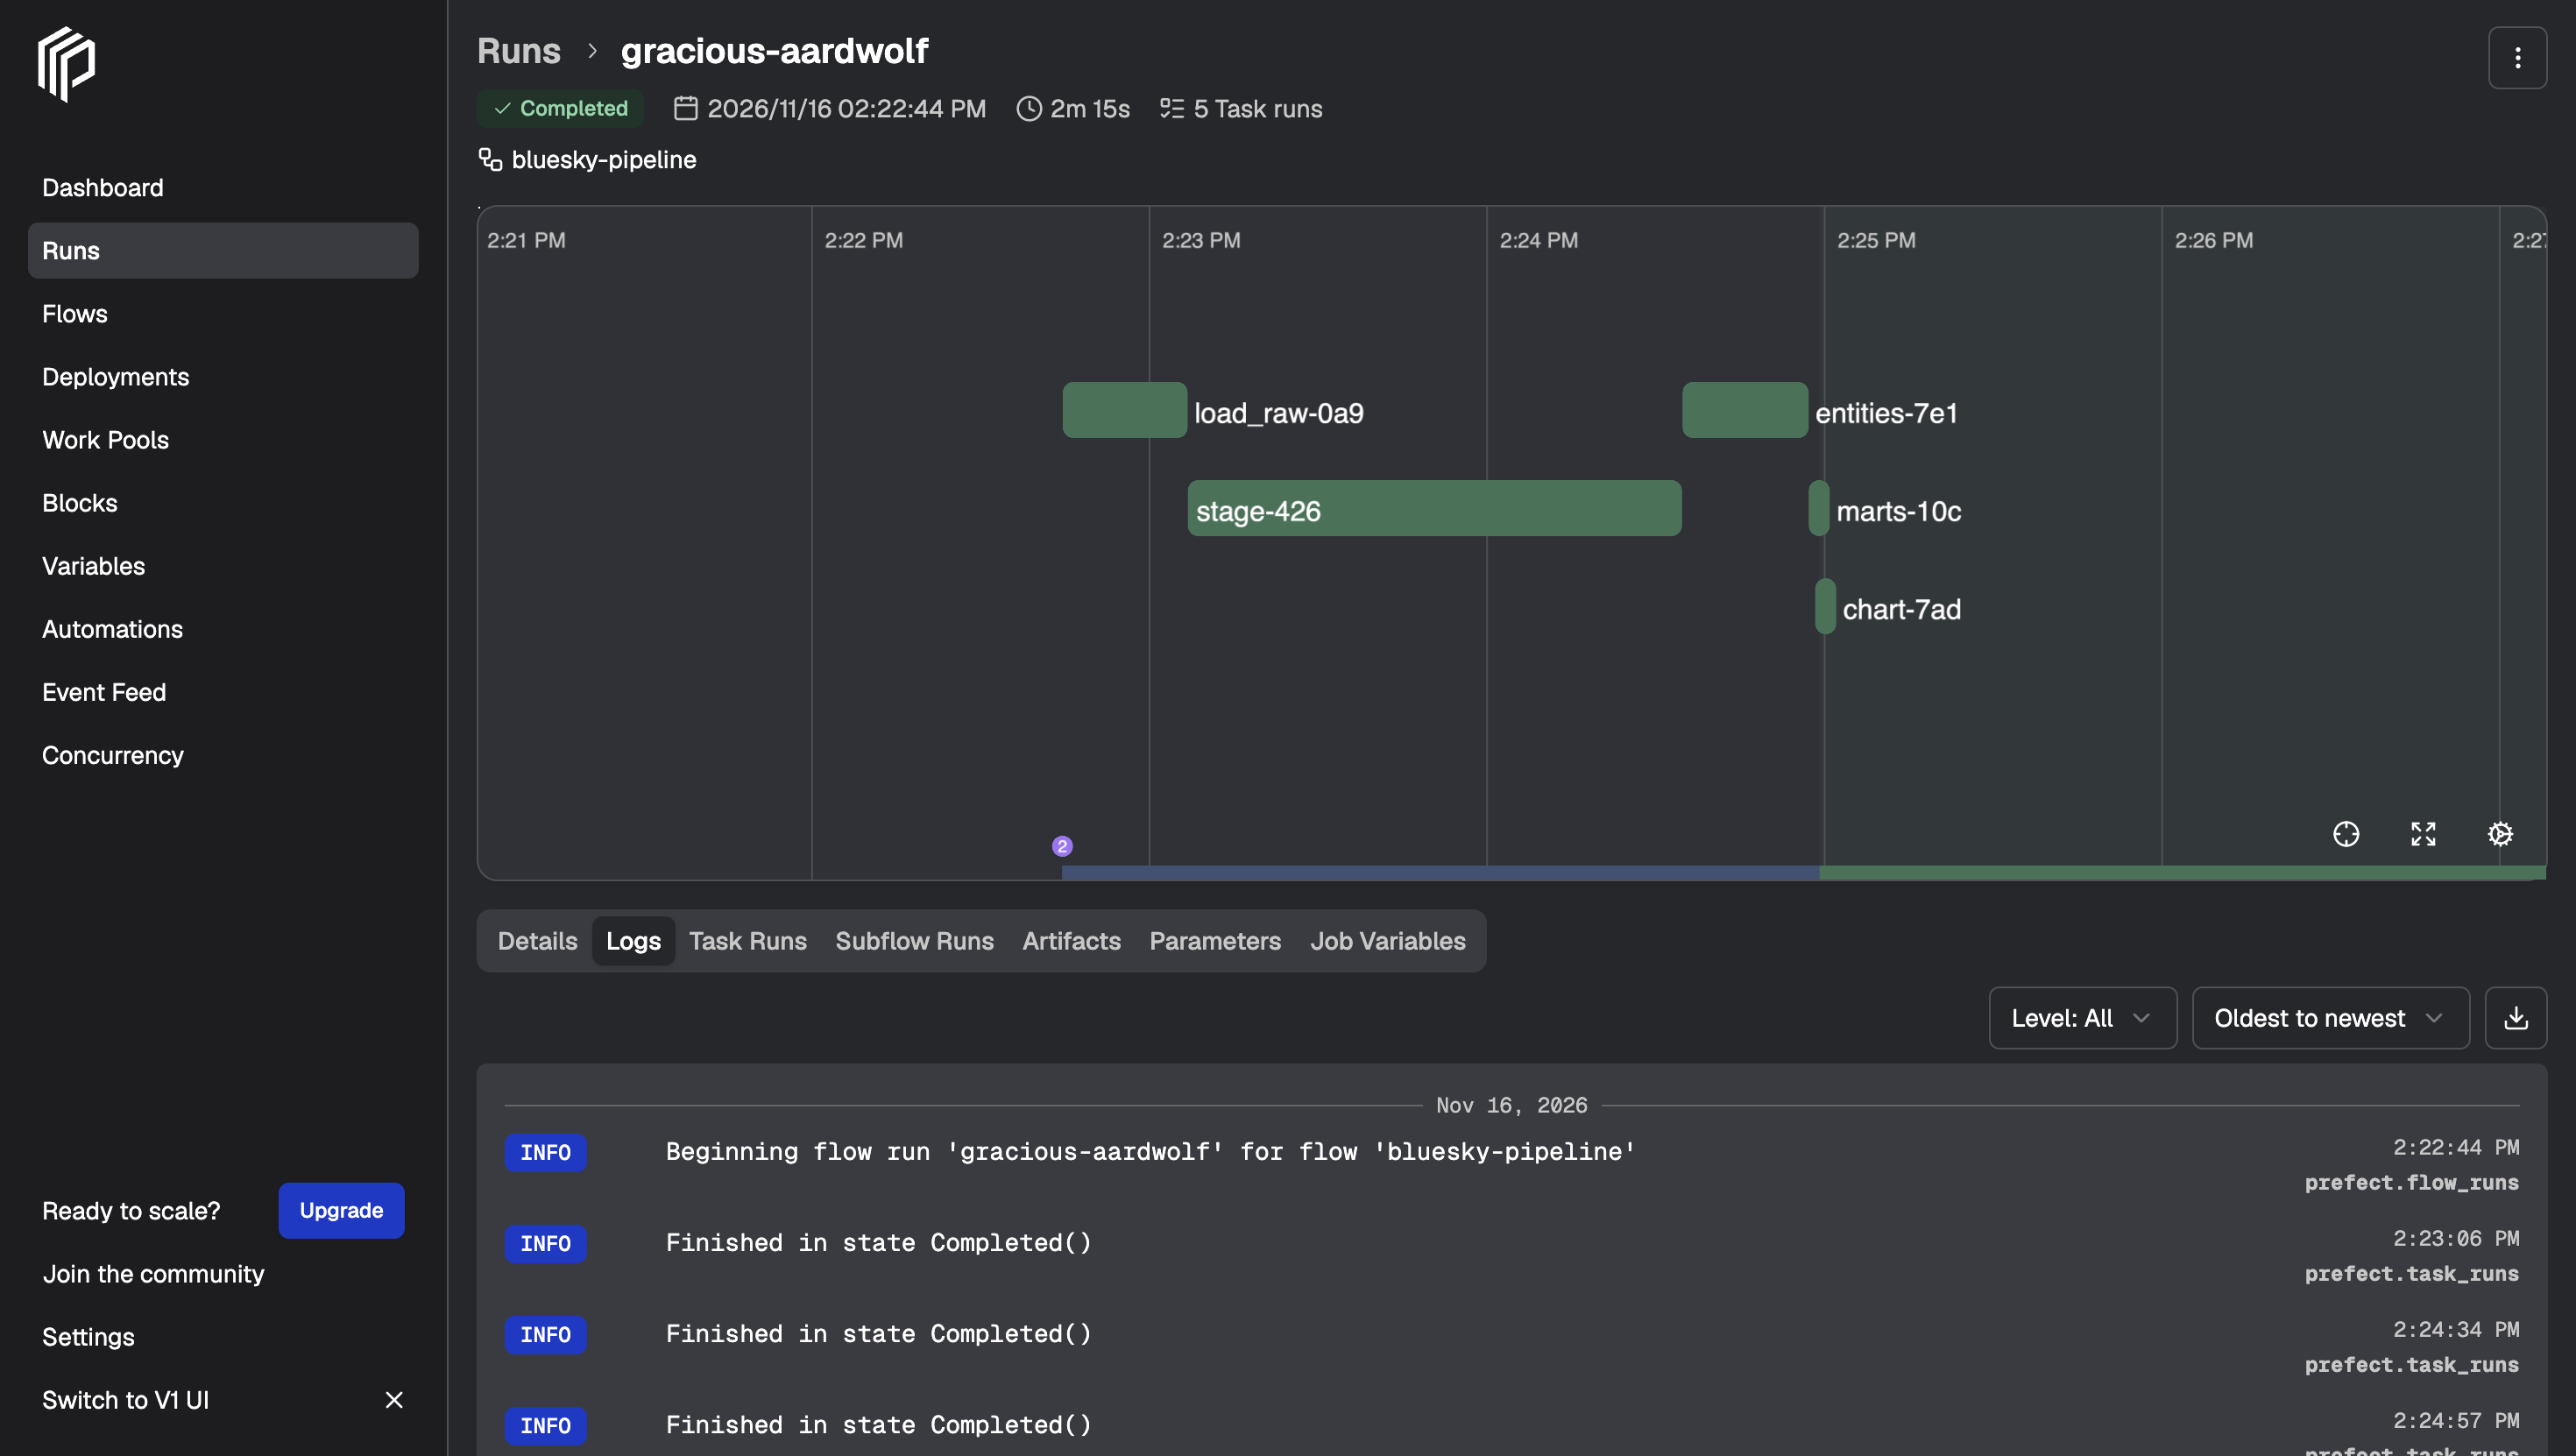 Dashboard
Runs
Flows
Deployments
Work Pools
Blocks
Variables
Automations
Event Feed
Concurrency
Ready to scale?
Upgrade
Join the community
Settings
Switch to V1 UI
Runs > gracious-aardwolf
Completed 2026/11/16 02:22:44 PM 2m 15s 5 Task runs
bluesky-pipeline
2:21 PM 2:22 PM 2:23 PM 2:24 PM 2:25 PM 2:26 PM 2:27
load_raw-0a9 entities-7e1
stage-426 marts-10c
chart-7ad
2
Details Logs Task Runs Subflow Runs Artifacts Parameters Job Variables
Level: All Oldest to newest
Nov 16, 2026
INFO Beginning flow run 'gracious-aardwolf' for flow 'bluesky-pipeline' 2:22:44 PM
prefect.flow_runs
INFO Finished in state Completed() 2:23:06 PM
prefect.task_runs
INFO Finished in state Completed() 2:24:34 PM
prefect.task_runs
INFO Finished in state Completed() 2:24:57 PM
prefect.task_runs